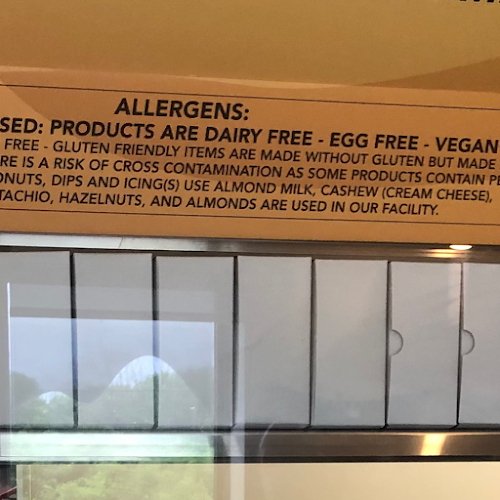 ALLERGENS:
SED: PRODUCTS ARE DAIRY FREE - EGG FREE - VEGAN
FREE - GLUTEN FRIENDLY ITEMS ARE MADE WITHOUT GLUTEN BUT MADE
RE IS A RISK OF CROSS CONTAMINATION AS SOME PRODUCTS CONTAIN PE
ONUTS, DIPS AND ICING(S) USE ALMOND MILK, CASHEW (CREAM CHEESE),
TACHIO, HAZELNUTS, AND ALMONDS ARE USED IN OUR FACILITY.